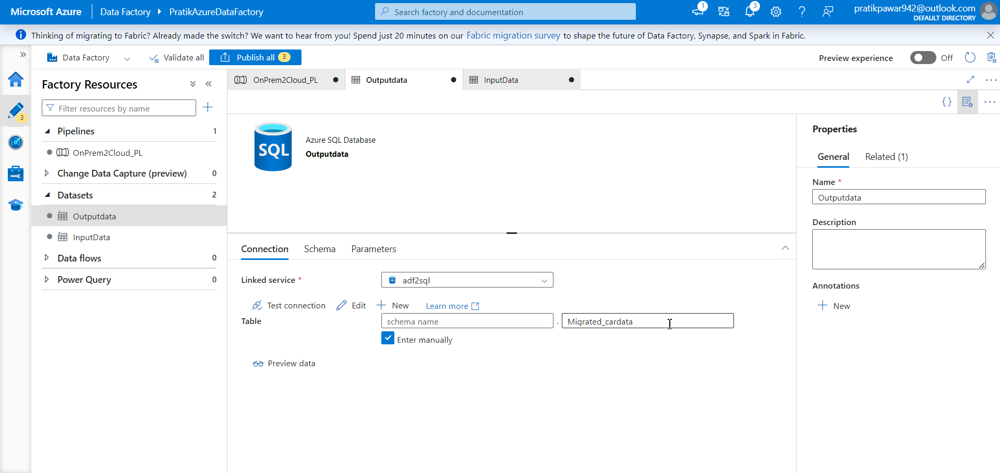 Microsoft Azure
Data Factory
PratikAzureDataFactory
Search factory and documentation
1
3
pratikpawar942@outlook.com
DEFAULT DIRECTORY
Thinking of migrating to Fabric? Already made the switch? We want to hear from you! Spend just 20 minutes on our Fabric migration survey to shape the future of Data Factory, Synapse, and Spark in Fabric.
Data Factory
Validate all
Publish all 3
Preview experience
Off
3
Factory Resources
Filter resources by name
Pipelines 1
OnPrem2Cloud_PL
Change Data Capture (preview) 0
Datasets 2
Outputdata
InputData
Data flows 0
Power Query 0
OnPrem2Cloud_PL
Outputdata
InputData
SQL
Azure SQL Database
Outputdata
Connection
Schema
Parameters
Linked service *
SQL
adf2sql
Test connection
Edit
New
Learn more
Table
schema name
.
Migrated_cardata
Enter manually
Preview data
Properties
General
Related (1)
Name *
Outputdata
Description
Annotations
New